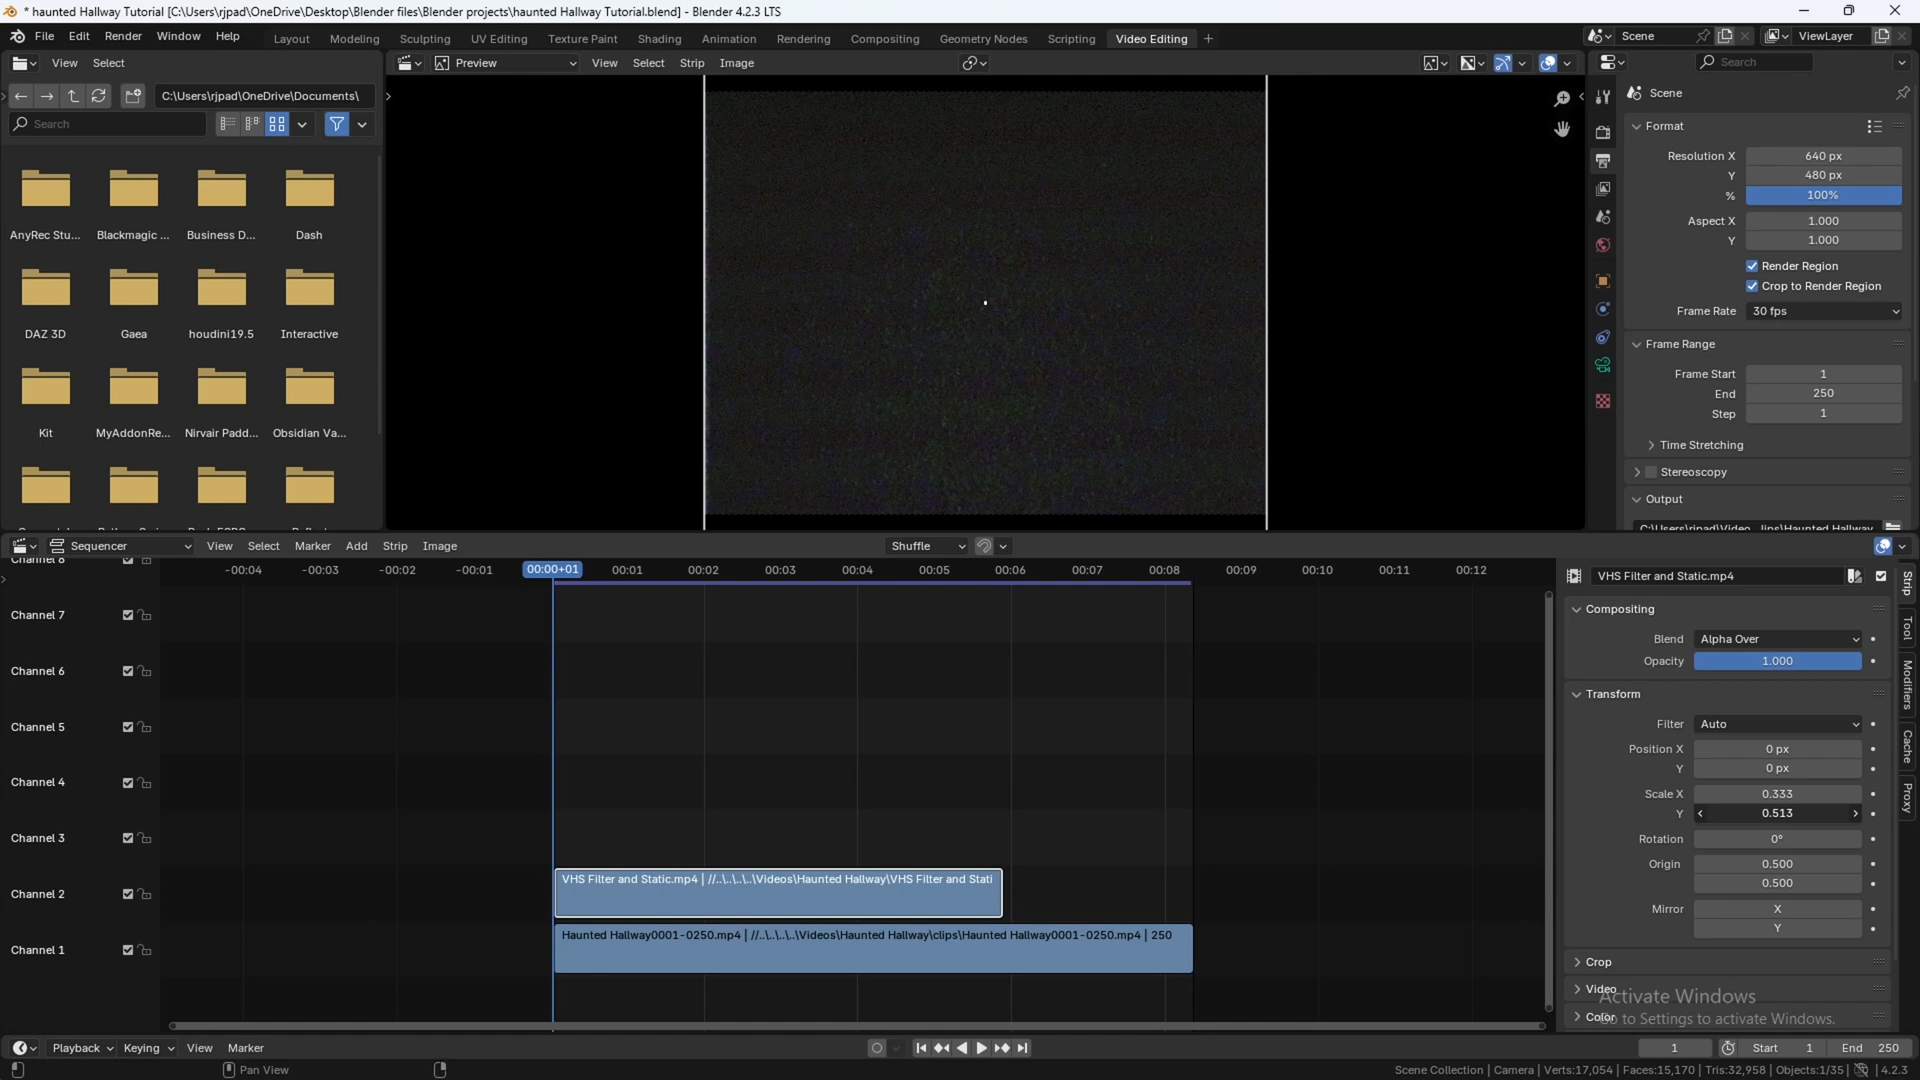 * haunted Hallway Tutorial [C:\Users\rjpad\OneDrive\Desktop\Blender files\Blender projects\haunted Hallway Tutorial.blend] - Blender 4.2.3 LTS
File Edit Render Window Help Layout Modeling Sculpting UV Editing Texture Paint Shading Animation Rendering Compositing Geometry Nodes Scripting Video Editing + Scene ViewLayer
View Select Preview View Select Strip Image Search
C:\Users\rjpad\OneDrive\Documents\
Search
AnyRec Stu... Blackmagic ... Business D... Dash
DAZ 3D Gaea houdini19.5 Interactive
Kit MyAddonRe... Nirvair Padd... Obsidian Va...
Scene
Format
Resolution X 640 px
Y 480 px
% 100%
Aspect X 1.000
Y 1.000
Render Region
Crop to Render Region
Frame Rate 30 fps
Frame Range
Frame Start 1
End 250
Step 1
Time Stretching
Stereoscopy
Output
Sequencer View Select Marker Add Strip Image Shuffle
-00:04 -00:03 -00:02 -00:01 00:00+01 00:01 00:02 00:03 00:04 00:05 00:06 00:07 00:08 00:09 00:10 00:11 00:12
Channel 8
Channel 7
Channel 6
Channel 5
Channel 4
Channel 3
Channel 2
Channel 1
VHS Filter and Static.mp4 | //..\..\..\..\Videos\Haunted Hallway\VHS Filter and Stati
Haunted Hallway0001-0250.mp4 | //..\..\..\..\Videos\Haunted Hallway\clips\Haunted Hallway0001-0250.mp4 | 250
VHS Filter and Static.mp4
Compositing
Blend Alpha Over
Opacity 1.000
Transform
Filter Auto
Position X 0 px
Y 0 px
Scale X 0.333
Y 0.513
Rotation 0°
Origin 0.500
0.500
Mirror X
Y
Crop
Video
Color
Strip
Tool
Modifiers
Cache
Proxy
Activate Windows
Go to Settings to activate Windows.
Playback Keying View Marker 1 Start 1 End 250
Pan View
Scene Collection | Camera | Verts:17,054 | Faces:15,170 | Tris:32,958 | Objects:1/35 | 4.2.3